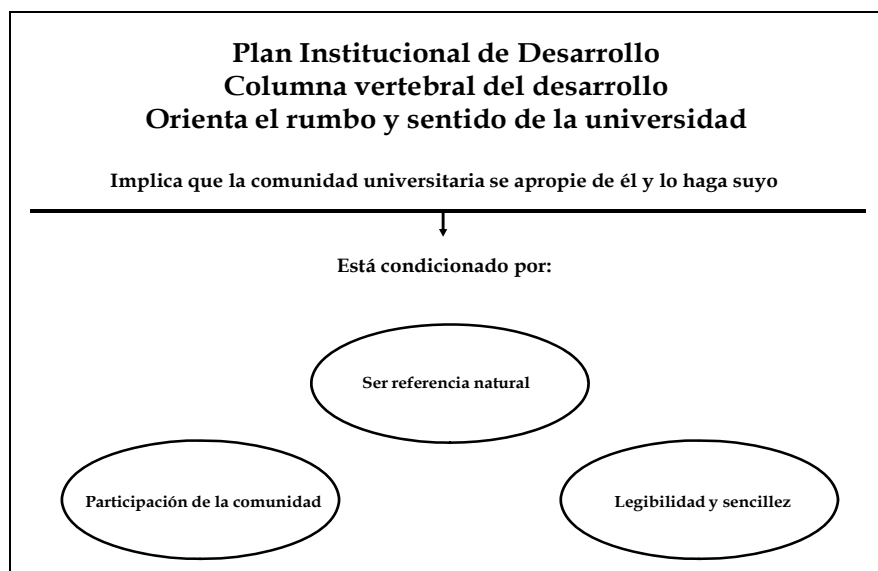 Plan Institucional de Desarrollo
Columna vertebral del desarrollo
Orienta el rumbo y sentido de la universidad
Implica que la comunidad universitaria se apropie de él y lo haga suyo
Está condicionado por:
Ser referencia natural
Participación de la comunidad
Legibilidad y sencillez